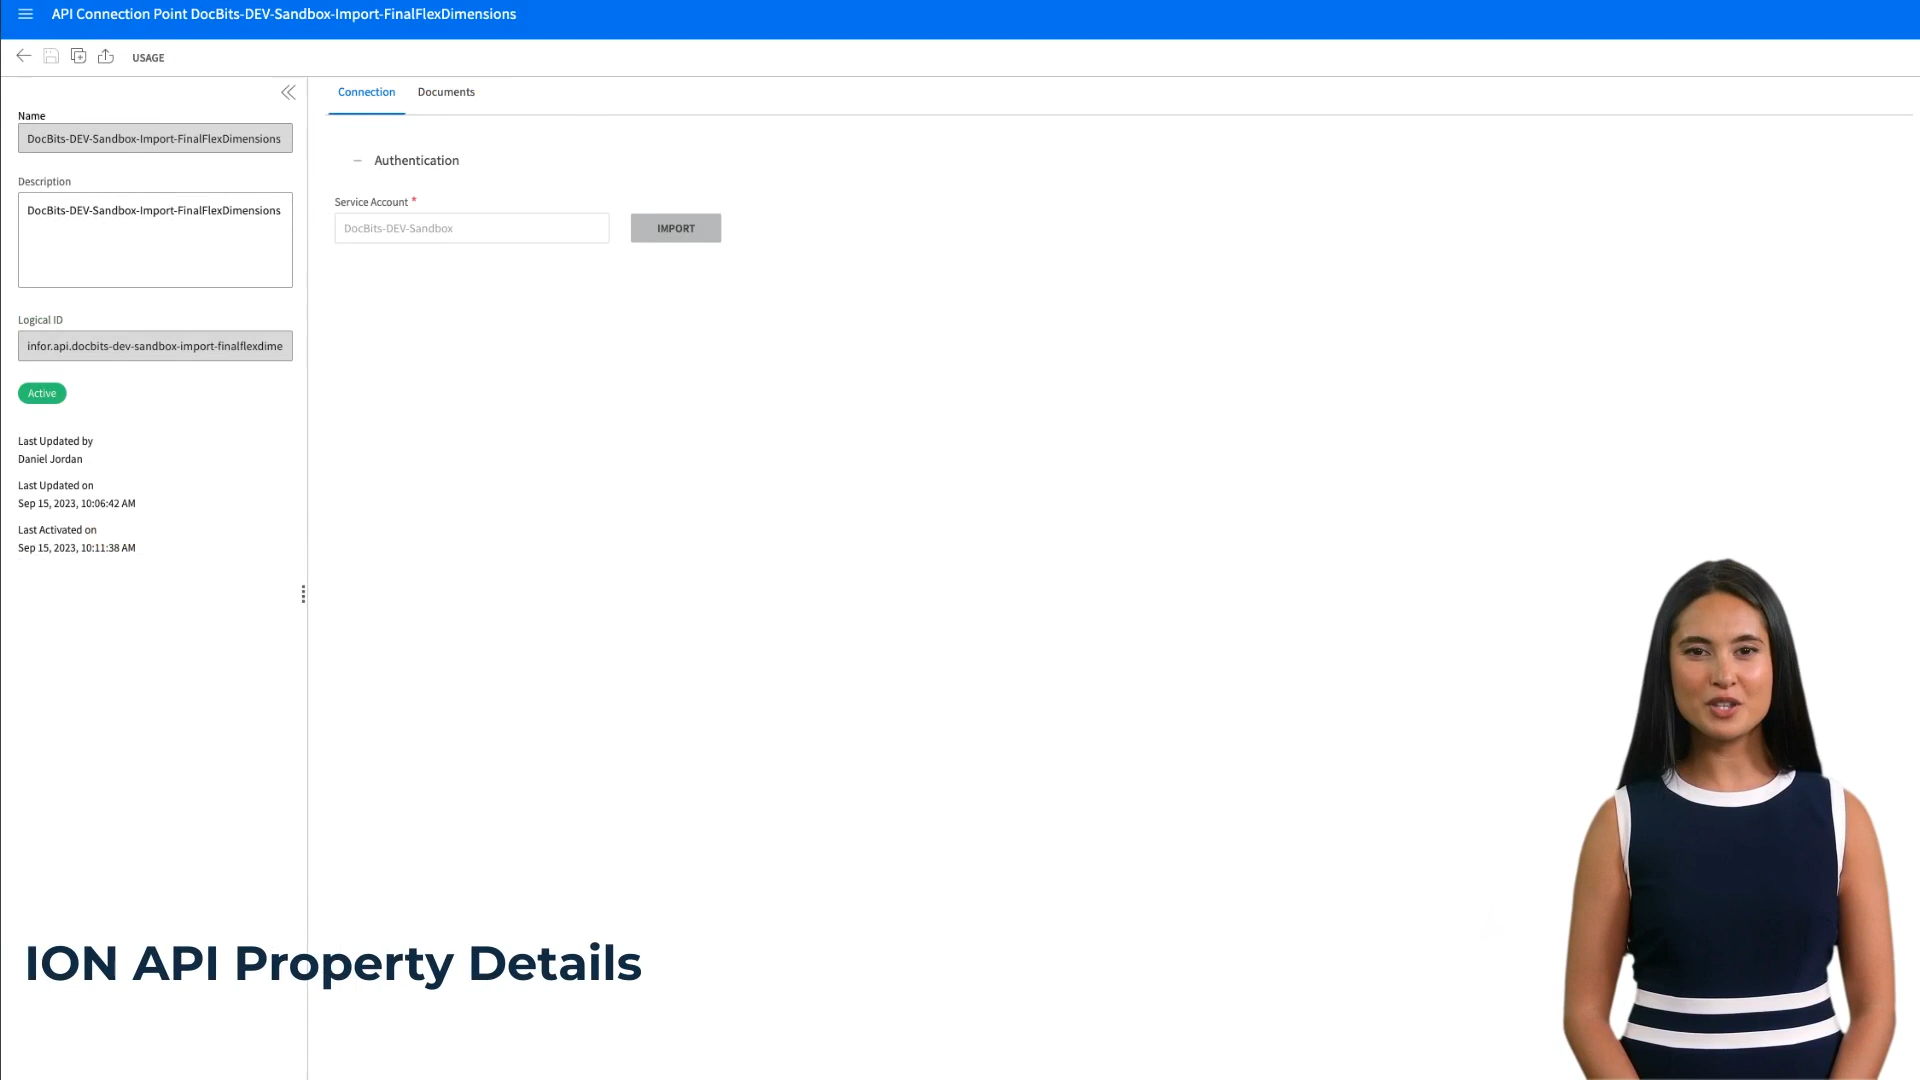 API Connection Point DocBits-DEV-Sandbox-Import-FinalFlexDimensions
USAGE
Name
DocBits-DEV-Sandbox-Import-FinalFlexDimensions
Description
DocBits-DEV-Sandbox-Import-FinalFlexDimensions
Logical ID
infor.api.docbits-dev-sandbox-import-finalflexdime
Active
Last Updated by
Daniel Jordan
Last Updated on
Sep 15, 2023, 10:06:42 AM
Last Activated on
Sep 15, 2023, 10:11:38 AM
Connection Documents
Authentication
Service Account *
DocBits-DEV-Sandbox
IMPORT
ION API Property Details